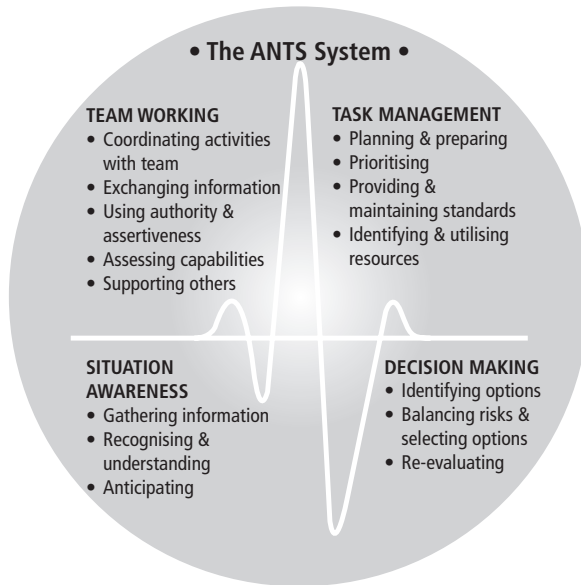 • The ANTS System •
TEAM WORKING
• Coordinating activities
with team
• Exchanging information
• Using authority &
assertiveness
• Assessing capabilities
• Supporting others
TASK MANAGEMENT
• Planning & preparing
• Prioritising
• Providing &
maintaining standards
• Identifying & utilising
resources
SITUATION
AWARENESS
• Gathering information
• Recognising &
understanding
• Anticipating
DECISION MAKING
• Identifying options
• Balancing risks &
selecting options
• Re-evaluating